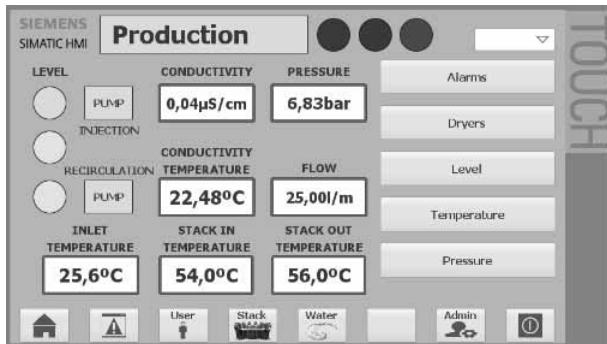 SIEMENS
SIMATIC HMI
Production
TOUCH
LEVEL
CONDUCTIVITY
PRESSURE
Alarms
PUMP
0,04µS/cm
6,83bar
INJECTION
Dryers
CONDUCTIVITY
RECIRCULATION TEMPERATURE
FLOW
Level
PUMP
22,48ºC
25,00l/m
Temperature
INLET
TEMPERATURE
STACK IN
TEMPERATURE
STACK OUT
TEMPERATURE
Pressure
25,6ºC
54,0ºC
56,0ºC
User
Stack
Water
Admin